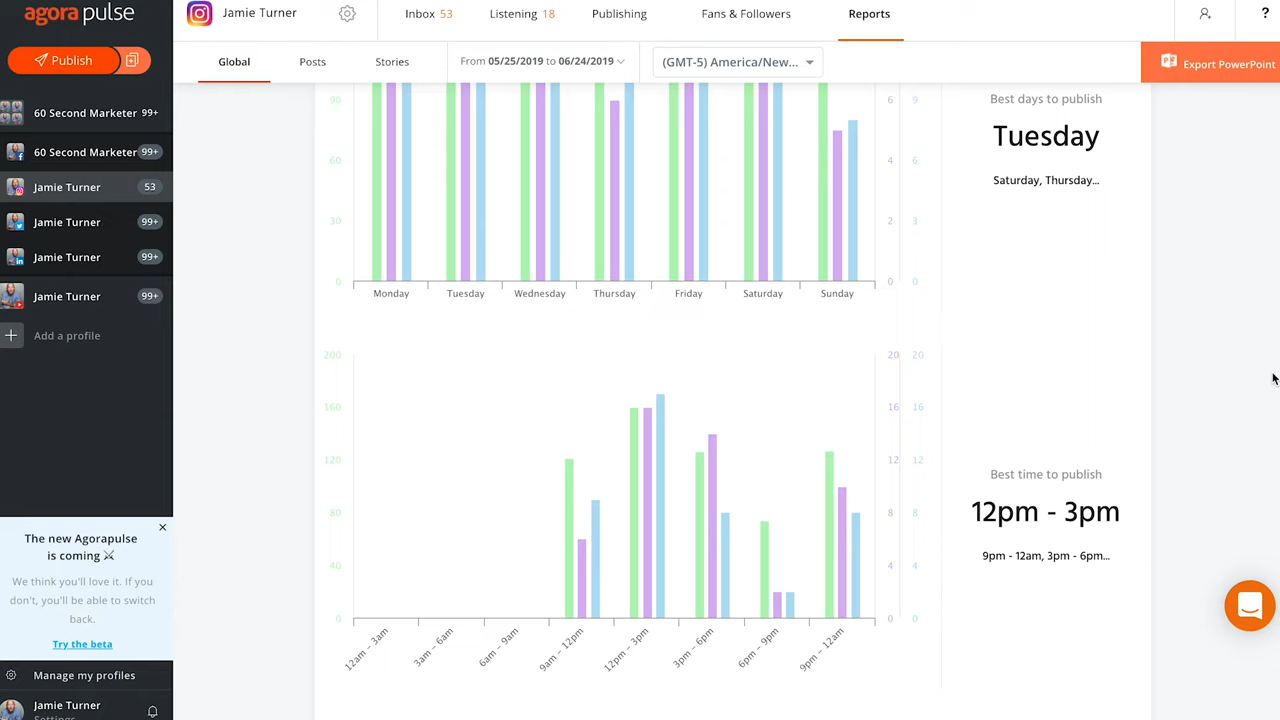 agora pulse
Jamie Turner
Inbox 53
Listening 18
Publishing
Fans & Followers
Reports
?
Publish
Global
Posts
Stories
From 05/25/2019 to 06/24/2019
(GMT-5) America/New...
Export PowerPoint
60 Second Marketer 99+
60 Second Marketer 99+
Jamie Turner 53
Jamie Turner 99+
Jamie Turner 99+
Jamie Turner 99+
Add a profile
The new Agorapulse
is coming ⚔
We think you'll love it. If you
don't, you'll be able to switch
back.
Try the beta
Manage my profiles
Jamie Turner
Settings
90
60
30
0
6 9
4 6
2 3
0 0
Monday Tuesday Wednesday Thursday Friday Saturday Sunday
Best days to publish
Tuesday
Saturday, Thursday...
200
160
120
80
40
0
20 20
16 16
12 12
8 8
4 4
0 0
12am – 3am 3am – 6am 6am – 9am 9am – 12pm 12pm – 3pm 3pm – 6pm 6pm – 9pm 9pm – 12am
Best time to publish
12pm - 3pm
9pm - 12am, 3pm - 6pm...